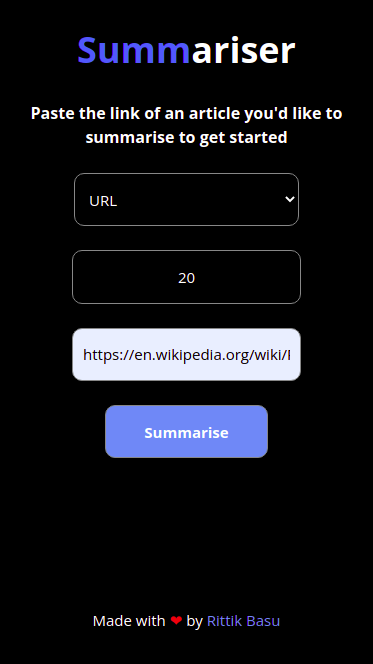 Summariser
Paste the link of an article you'd like to
summarise to get started
URL
20
https://en.wikipedia.org/wiki/I
Summarise
Made with ❤ by Rittik Basu